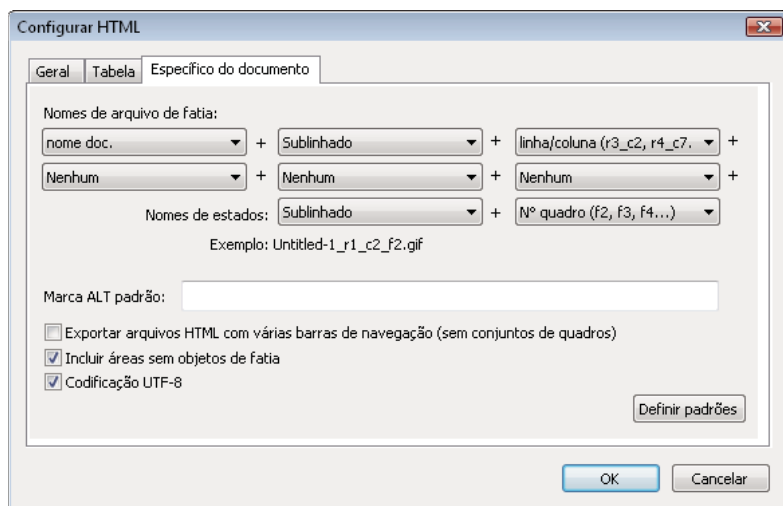 Configurar HTML
Geral Tabela Específico do documento
Nomes de arquivo de fatia:
nome doc. + Sublinhado + linha/coluna (r3_c2, r4_c7. +
Nenhum + Nenhum + Nenhum +
Nomes de estados: Sublinhado + Nº quadro (f2, f3, f4...)
Exemplo: Untitled-1_r1_c2_f2.gif
Marca ALT padrão:
Exportar arquivos HTML com várias barras de navegação (sem conjuntos de quadros)
Incluir áreas sem objetos de fatia
Codificação UTF-8
Definir padrões
OK Cancelar